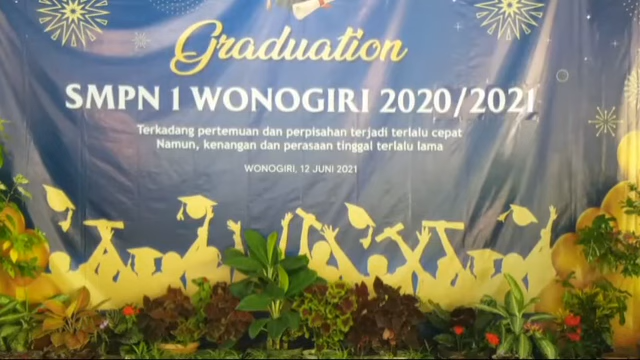 Graduation
SMPN 1 WONOGIRI 2020/2021
Terkadang pertemuan dan perpisahan terjadi terlalu cepat
Namun, kenangan dan perasaan tinggal terlalu lama
WONOGIRI, 12 JUNI 2021